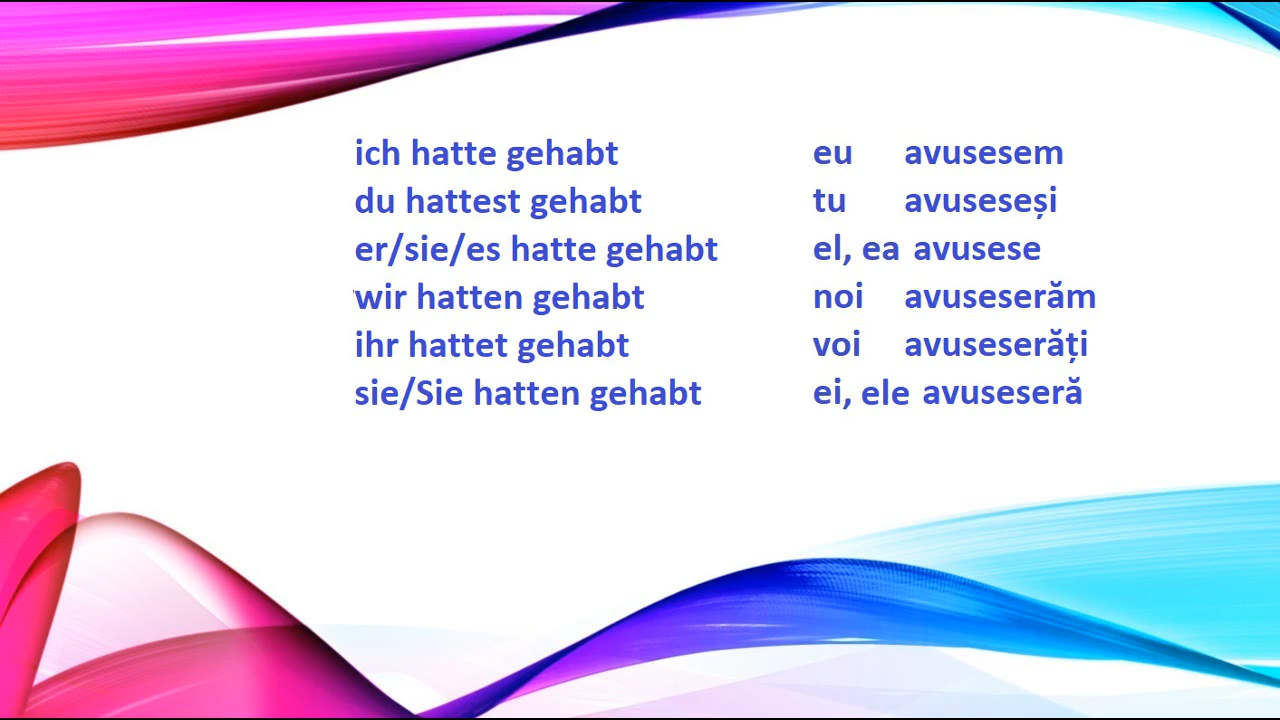 ich hatte gehabt eu avusesem
du hattest gehabt tu avuseseși
er/sie/es hatte gehabt el, ea avusese
wir hatten gehabt noi avuseserăm
ihr hattet gehabt voi avuseserăți
sie/Sie hatten gehabt ei, ele avuseseră